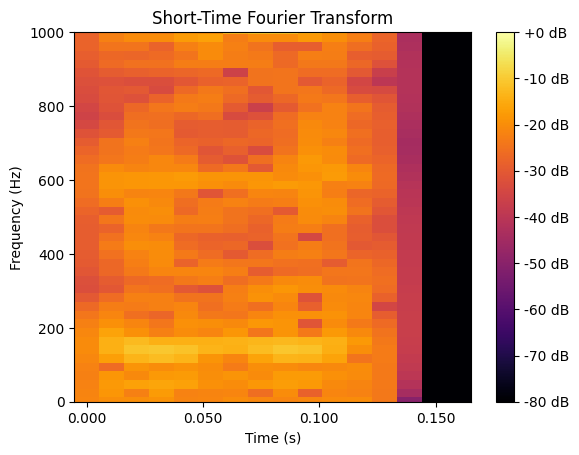 Short-Time Fourier Transform
1000
800
600
400
200
0
Frequency (Hz)
0.000
0.050
0.100
0.150
Time (s)
+0 dB
-10 dB
-20 dB
-30 dB
-40 dB
-50 dB
-60 dB
-70 dB
-80 dB